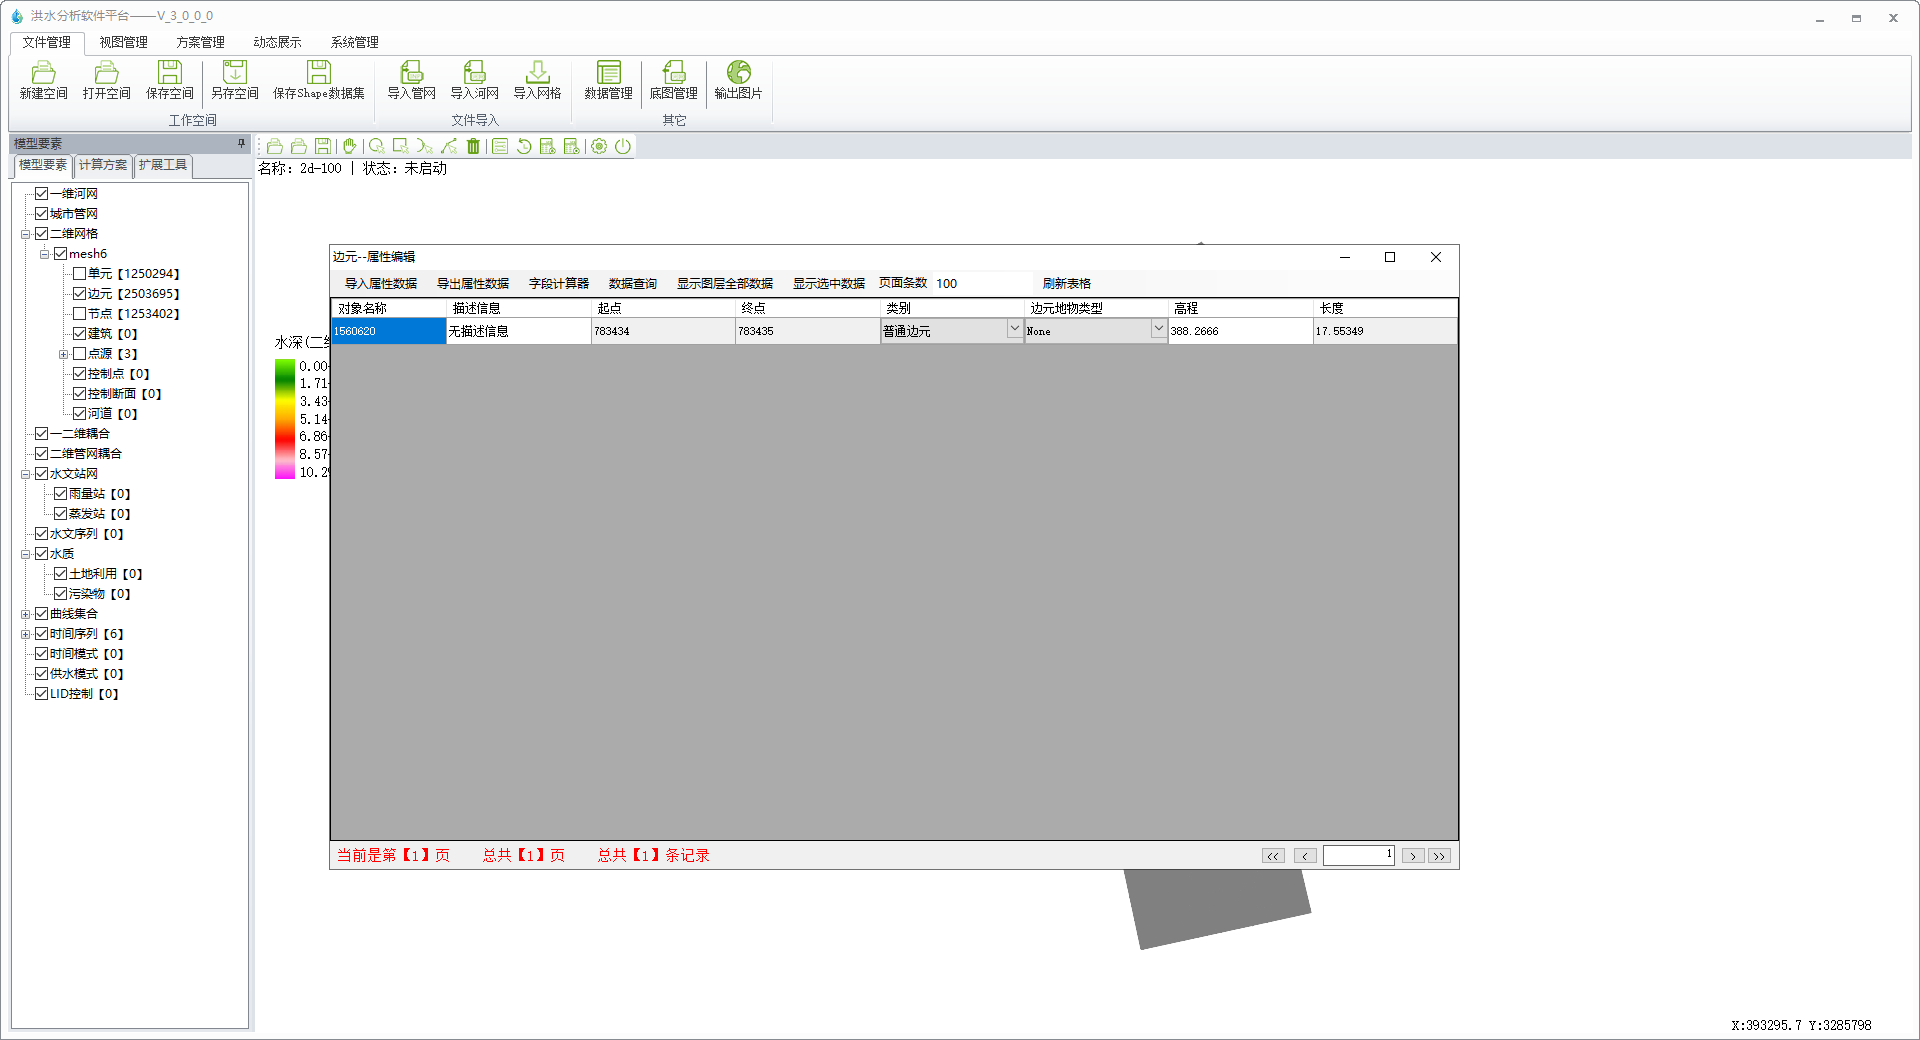 洪水分析软件平台——V_3_0_0_0
文件管理 视图管理 方案管理 动态展示 系统管理
新建空间 打开空间 保存空间 另存空间 保存Shape数据集 导入管网 导入河网 导入网格 数据管理 底图管理 输出图片
工作空间 文件导入 其它
模型要素
模型要素 计算方案 扩展工具
名称: 2d-100 | 状态: 未启动
一维河网
城市管网
二维网格
mesh6
单元【1250294】
边元【2503695】
节点【1253402】
建筑【0】
点源【3】
控制点【0】
控制断面【0】
河道【0】
一二维耦合
二维管网耦合
水文站网
雨量站【0】
蒸发站【0】
水文序列【0】
水质
土地利用【0】
污染物【0】
曲线集合
时间序列【6】
时间模式【0】
供水模式【0】
LID控制【0】
水深(二维
0.00-
1.71-
3.43-
5.14-
6.86-
8.57-
10.29
边元--属性编辑
导入属性数据 导出属性数据 字段计算器 数据查询 显示图层全部数据 显示选中数据 页面条数 100 刷新表格
对象名称 描述信息 起点 终点 类别 边元地物类型 高程 长度
1560620 无描述信息 783434 783435 普通边元 None 388.2666 17.55349
当前是第【1】页 总共【1】页 总共【1】条记录 << < 1 > >>
X:393295.7 Y:3285798